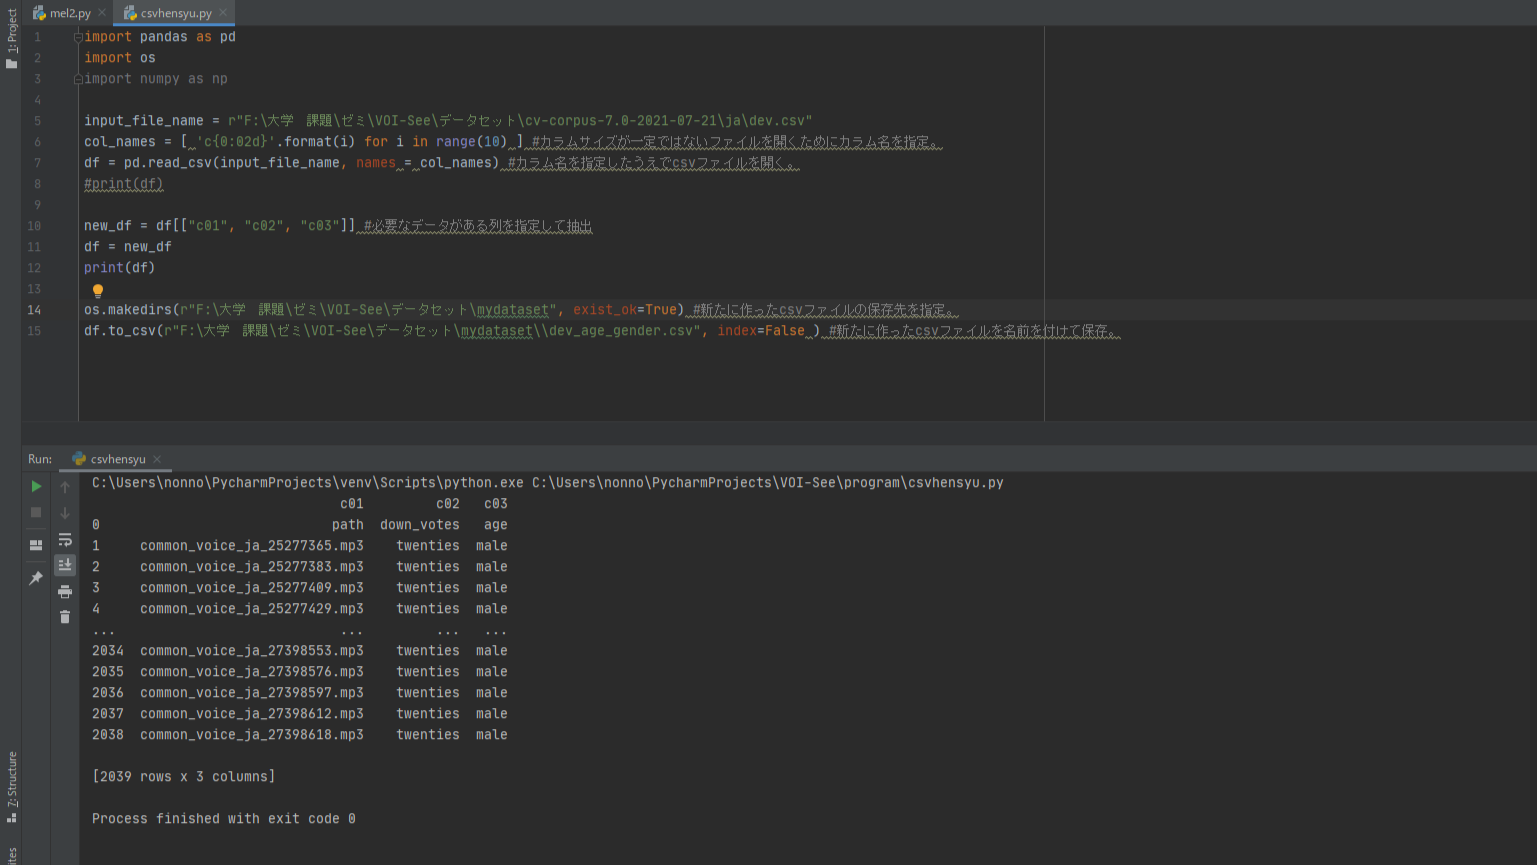 mel2.py
csvhensyu.py
1: Project
1 import pandas as pd
2 import os
3 import numpy as np
4
5 input_file_name = r"F:\大学　課題\ゼミ\VOI-See\データセット\cv-corpus-7.0-2021-07-21\ja\dev.csv"
6 col_names = [ 'c{0:02d}'.format(i) for i in range(10) ] #カラムサイズが一定ではないファイルを開くためにカラム名を指定。
7 df = pd.read_csv(input_file_name, names = col_names) #カラム名を指定したうえでcsvファイルを開く。
8 #print(df)
9
10 new_df = df[["c01", "c02", "c03"]] #必要なデータがある列を指定して抽出
11 df = new_df
12 print(df)
13
14 os.makedirs(r"F:\大学　課題\ゼミ\VOI-See\データセット\mydataset", exist_ok=True) #新たに作ったcsvファイルの保存先を指定。
15 df.to_csv(r"F:\大学　課題\ゼミ\VOI-See\データセット\mydataset\\dev_age_gender.csv", index=False ) #新たに作ったcsvファイルを名前を付けて保存。
Run: csvhensyu
C:\Users\nonno\PycharmProjects\venv\Scripts\python.exe C:\Users\nonno\PycharmProjects\VOI-See\program\csvhensyu.py
c01 c02 c03
0 path down_votes age
1 common_voice_ja_25277365.mp3 twenties male
2 common_voice_ja_25277383.mp3 twenties male
3 common_voice_ja_25277409.mp3 twenties male
4 common_voice_ja_25277429.mp3 twenties male
... ... ... ...
2034 common_voice_ja_27398553.mp3 twenties male
2035 common_voice_ja_27398576.mp3 twenties male
2036 common_voice_ja_27398597.mp3 twenties male
2037 common_voice_ja_27398612.mp3 twenties male
2038 common_voice_ja_27398618.mp3 twenties male
[2039 rows x 3 columns]
Process finished with exit code 0
7: Structure